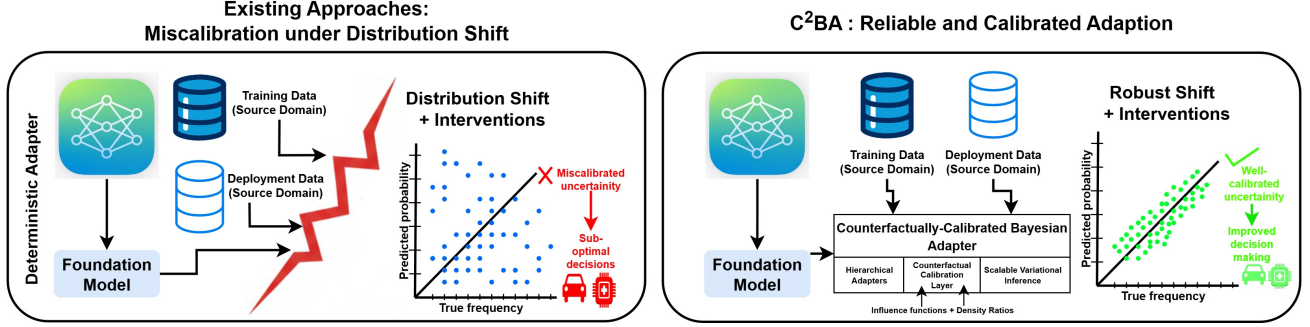 Existing Approaches:
Miscalibration under Distribution Shift
Deterministic Adapter
Training Data
(Source Domain)
Deployment Data
(Source Domain)
Foundation
Model
Distribution Shift
+ Interventions
Predicted probability
True frequency
Miscalibrated
uncertainity
Sub-
optimal
decisions
C²BA : Reliable and Calibrated Adaption
Training Data
(Source Domain)
Deployment Data
(Source Domain)
Foundation
Model
Counterfactually-Calibrated Bayesian
Adapter
Hierarchical
Adapters
Counterfactual
Calibration
Layer
Scalable Variational
Inference
Influence functions + Density Ratios
Robust Shift
+ Interventions
Predicted probability
True frequency
Well-
calibrated
uncertainity
Improved
decision
making